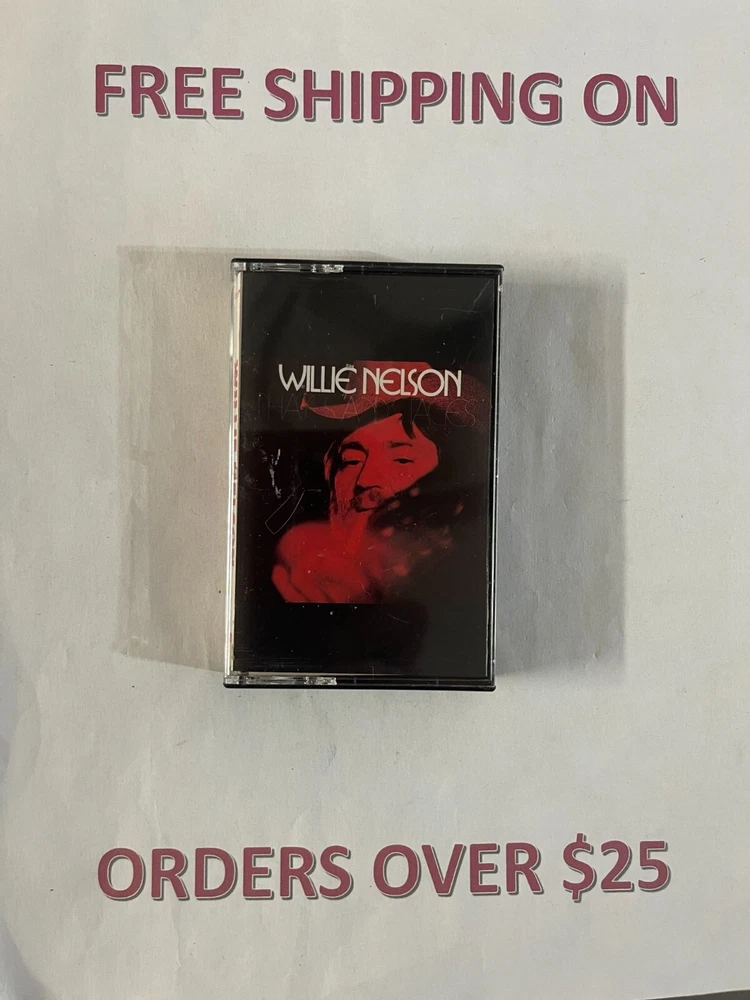 FREE SHIPPING ON
WILLIE NELSON
ORDERS OVER $25